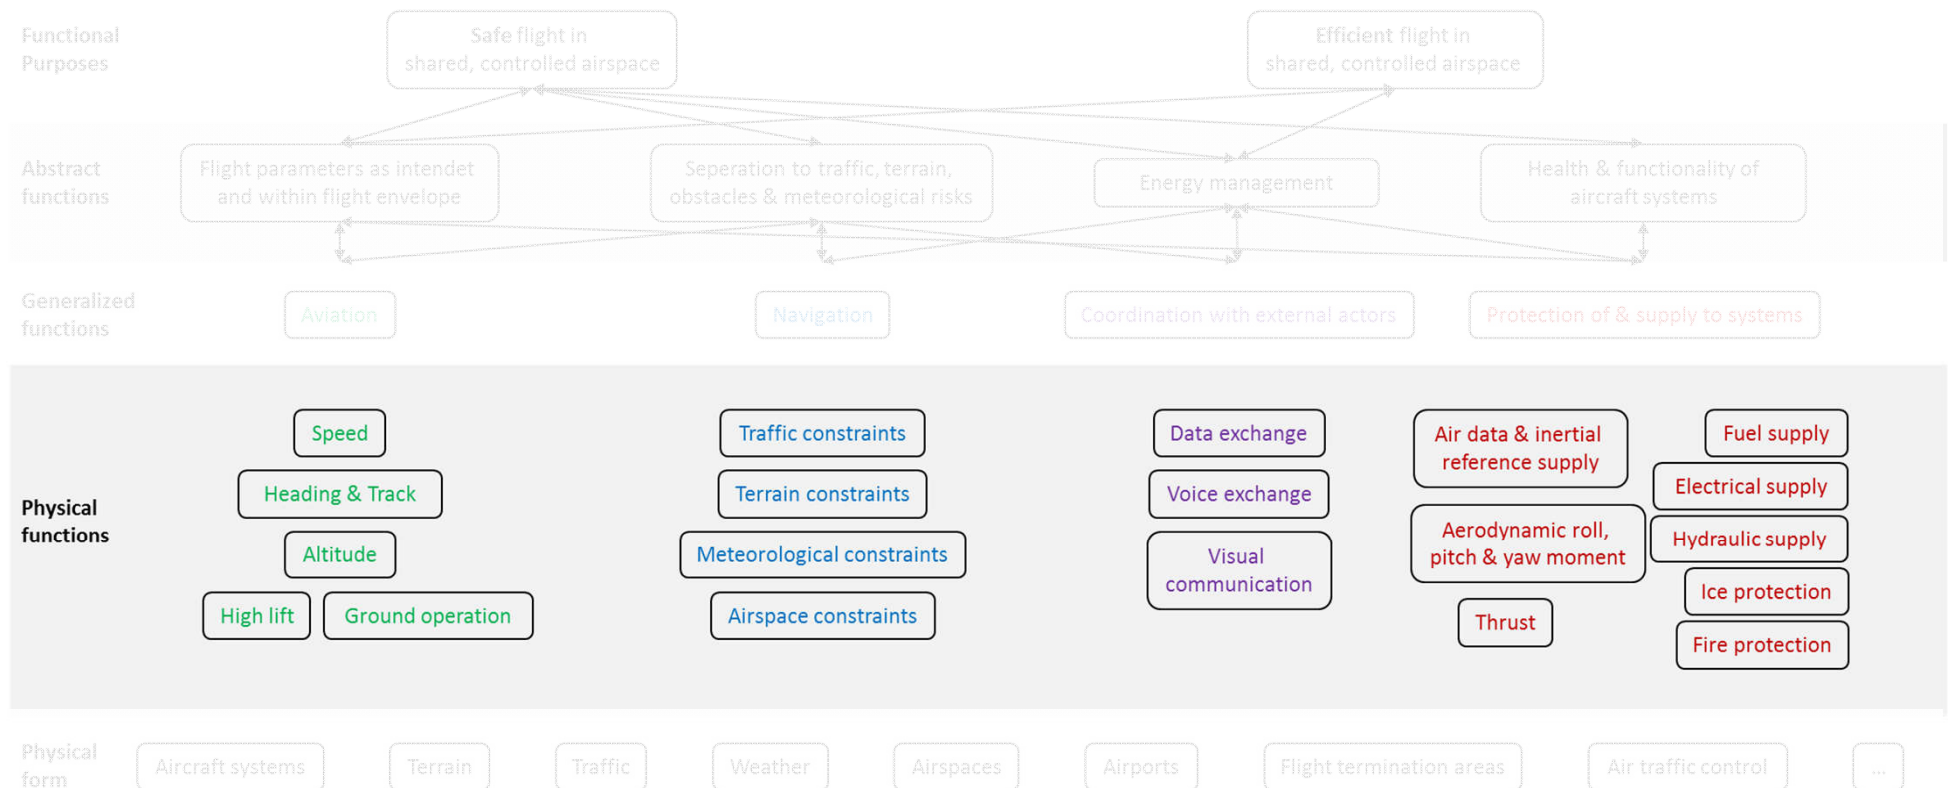 Functional
Purposes
Safe flight in
shared, controlled airspace
Efficient flight in
shared, controlled airspace
Abstract
functions
Flight parameters as intendet
and within flight envelope
Seperation to traffic, terrain,
obstacles & meteorological risks
Energy management
Health & functionality of
aircraft systems
Generalized
functions
Aviation
Navigation
Coordination with external actors
Protection of & supply to systems
Physical
functions
Speed
Heading & Track
Altitude
High lift
Ground operation
Traffic constraints
Terrain constraints
Meteorological constraints
Airspace constraints
Data exchange
Voice exchange
Visual
communication
Air data & inertial
reference supply
Aerodynamic roll,
pitch & yaw moment
Thrust
Fuel supply
Electrical supply
Hydraulic supply
Ice protection
Fire protection
Physical
form
Aircraft systems
Terrain
Traffic
Weather
Airspaces
Airports
Flight termination areas
Air traffic control
...